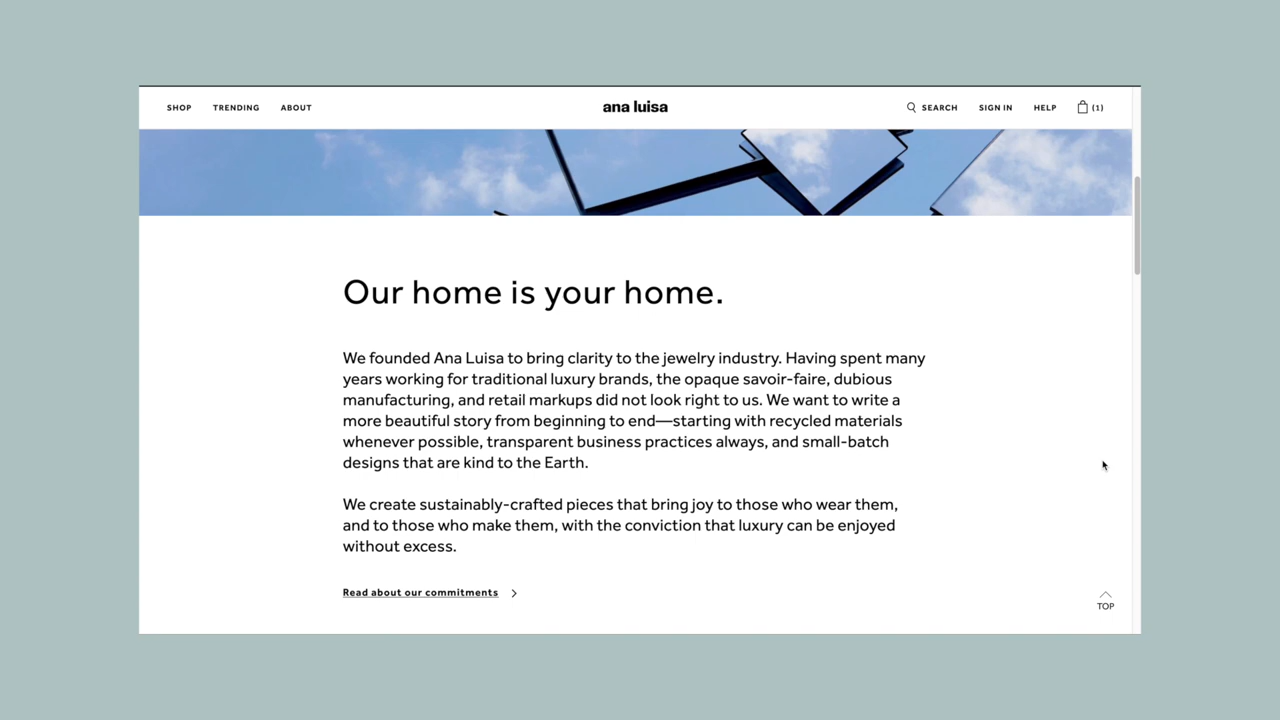 SHOP TRENDING ABOUT ana luisa SEARCH SIGN IN HELP (1)
Our home is your home.
We founded Ana Luisa to bring clarity to the jewelry industry. Having spent many
years working for traditional luxury brands, the opaque savoir-faire, dubious
manufacturing, and retail markups did not look right to us. We want to write a
more beautiful story from beginning to end—starting with recycled materials
whenever possible, transparent business practices always, and small-batch
designs that are kind to the Earth.
We create sustainably-crafted pieces that bring joy to those who wear them,
and to those who make them, with the conviction that luxury can be enjoyed
without excess.
Read about our commitments
TOP